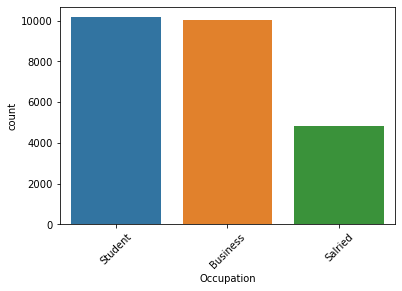 10000
8000
6000
4000
2000
0
count
Student
Business
Salried
Occupation